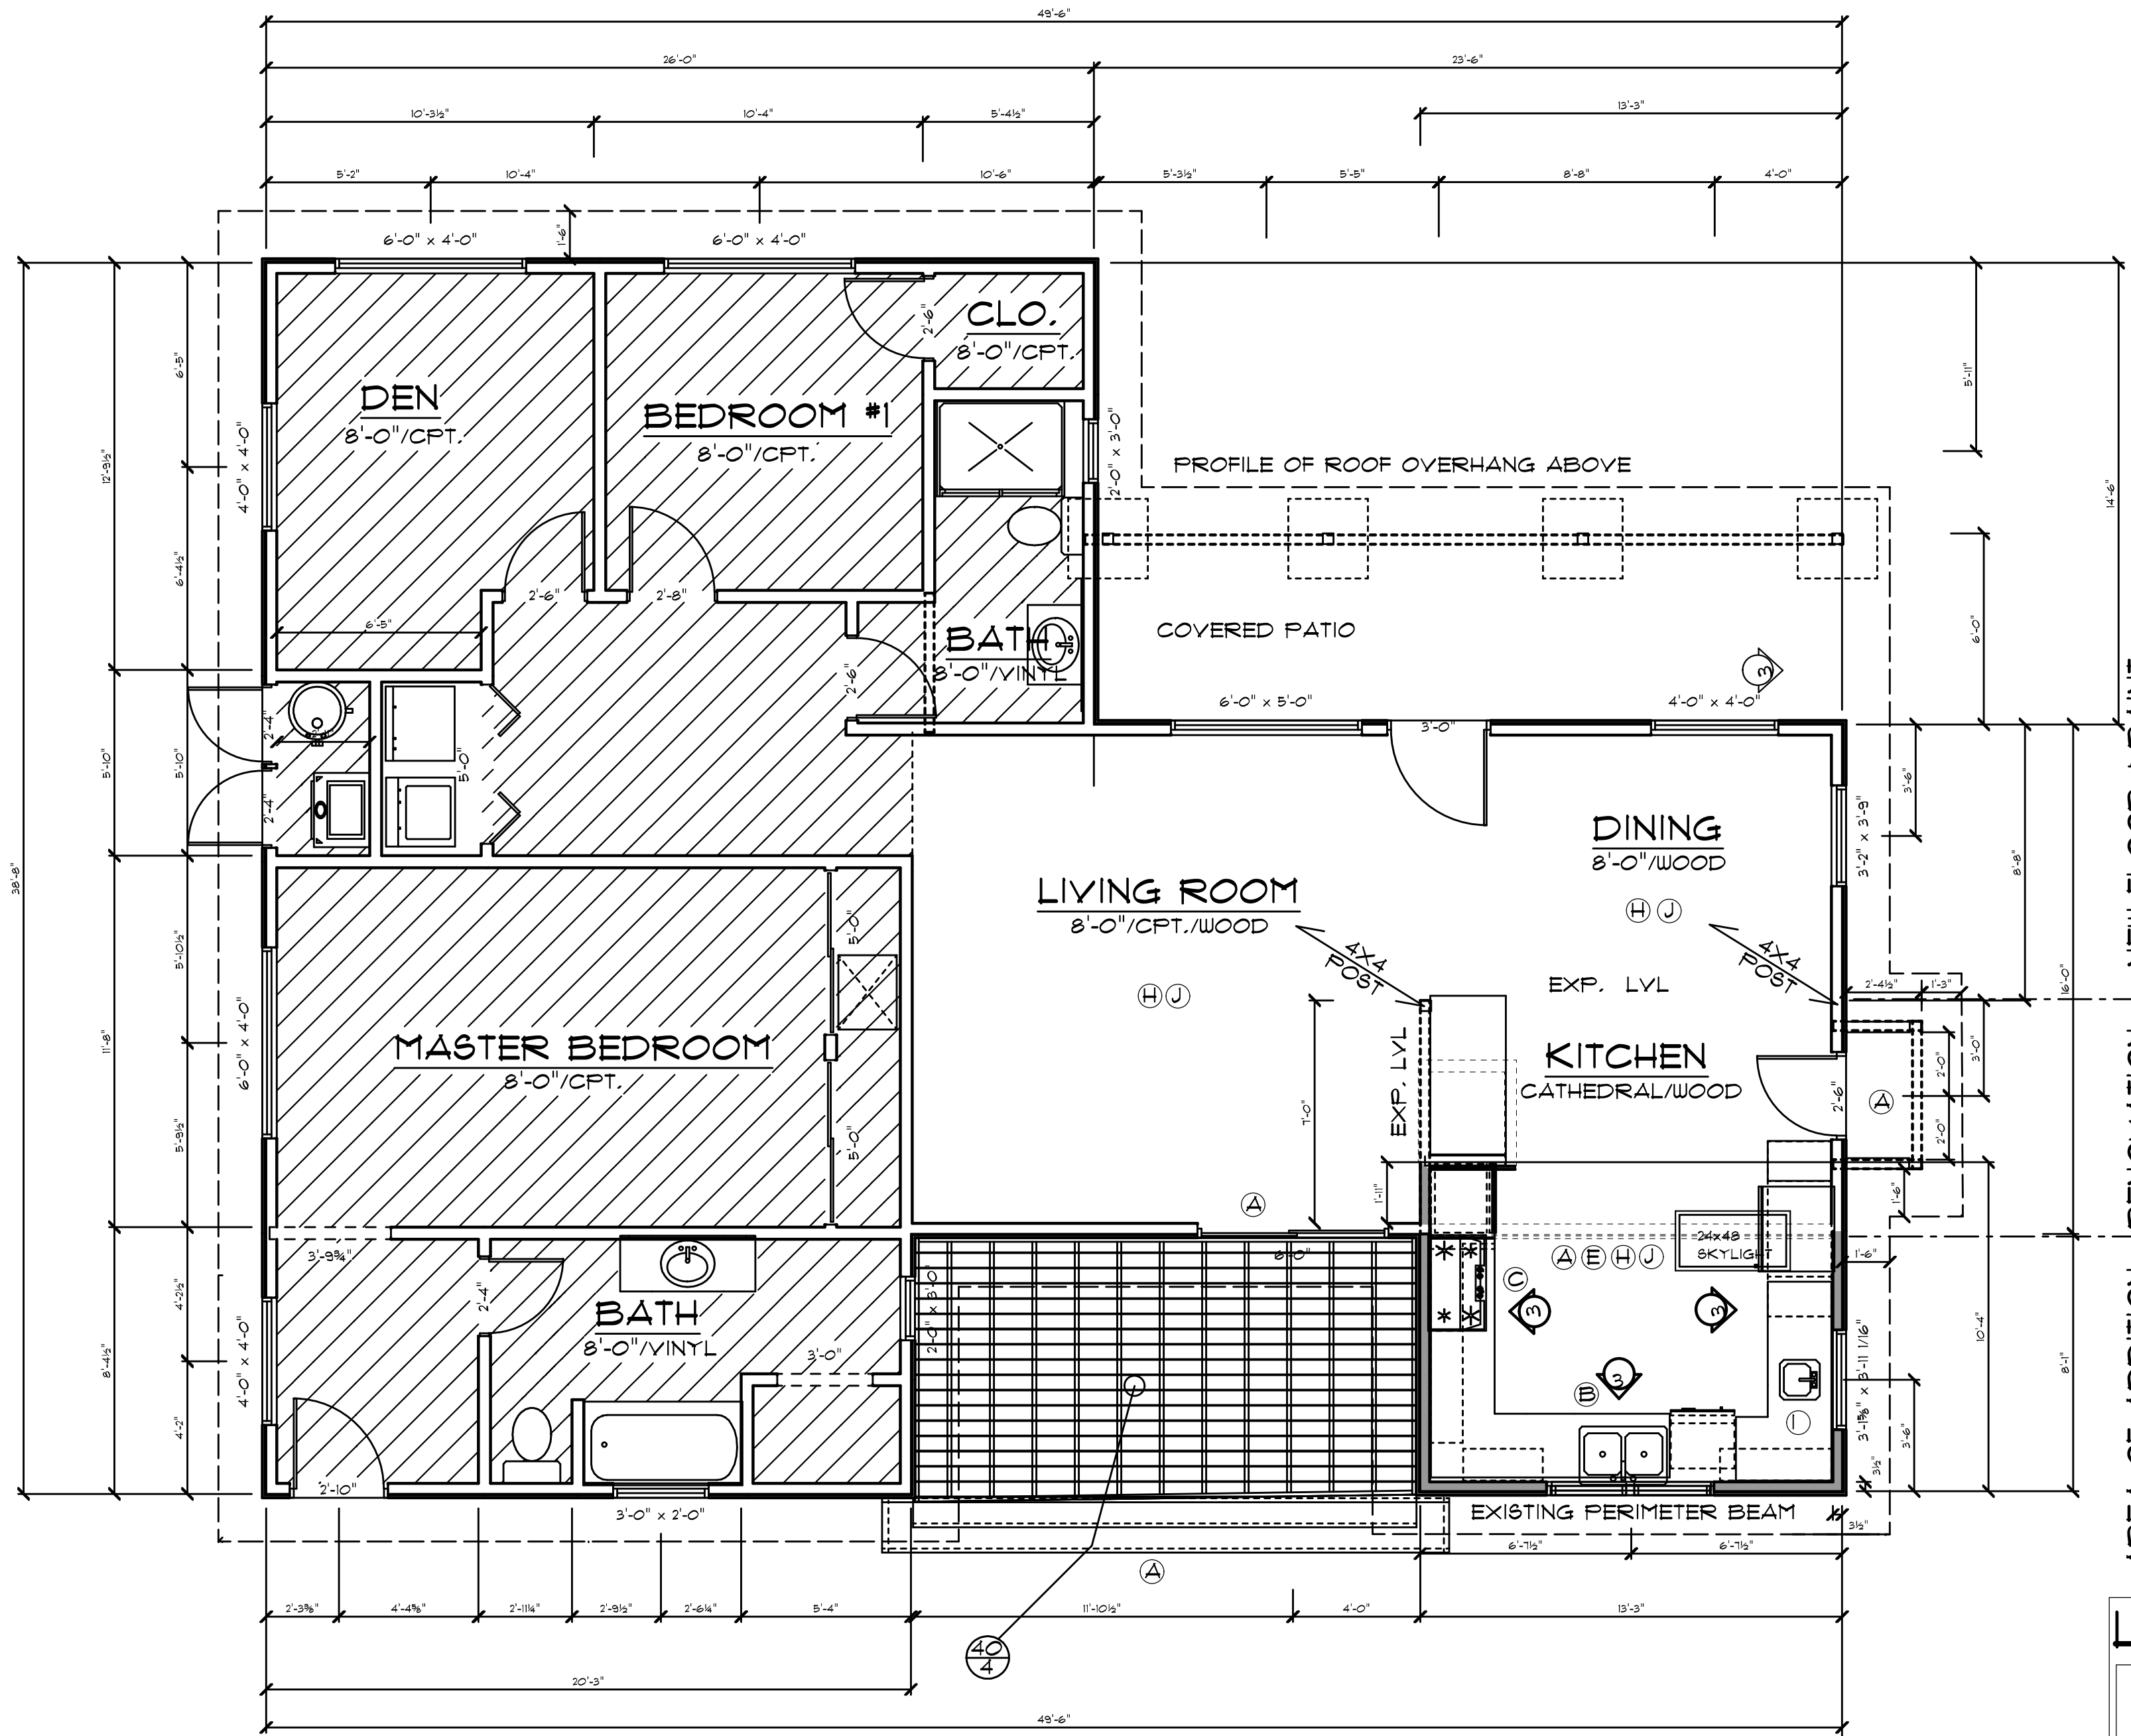 49'-6"
26'-0"
23'-6"
13'-3"
10'-3½"
10'-4"
5'-4½"
5'-2"
10'-4"
10'-6"
5'-3½"
5'-5"
8'-8"
4'-0"
6'-0" x 4'-0"
1'-6"
6'-0" x 4'-0"
CLO.
8'-0"/CPT.
2'-6"
DEN
8'-0"/CPT.
BEDROOM #1
8'-0"/CPT.
6'-5"
4'-0" x 4'-0"
12'-9½"
6'-4½"
2'-0" x 3'-0"
PROFILE OF ROOF OVERHANG ABOVE
5'-11"
14'-6"
6'-0"
2'-6"
2'-8"
6'-5"
BATH
8'-0"/VINYL
2'-6"
COVERED PATIO
3
6'-0" x 5'-0"
3'-0"
4'-0" x 4'-0"
2'-4"
2'-4"
5'-10"
5'-10"
5'-0"
38'-8"
DINING
8'-0"/WOOD
H J
3'-2" x 3'-9"
3'-6"
8'-8"
16'-0"
LIVING ROOM
8'-0"/CPT./WOOD
H J
4X4
POST
4X4
POST
EXP. LVL
EXP. LVL
KITCHEN
CATHEDRAL/WOOD
2'-6"
2'-4½"
1'-3"
A
2'-0"
2'-0"
3'-0"
5'-0"
5'-0"
MASTER BEDROOM
8'-0"/CPT.
6'-0" x 4'-0"
5'-10½"
11'-8"
5'-9½"
7'-0"
1'-11"
A
6'-0"
1'-6"
1'-6"
24x48
SKYLIGHT
A E H J
C
3
3
3
B
I
3'-9¾"
2'-4"
BATH
8'-0"/VINYL
3'-0"
2'-0" x 3'-0"
4'-0" x 4'-0"
4'-2½"
8'-4½"
4'-2"
2'-10"
3'-0" x 2'-0"
10'-4"
8'-1"
3'-6"
3½"
3½"
EXISTING PERIMETER BEAM
6'-7½"
6'-7½"
A
2'-3⅝"
4'-4⅝"
2'-11¼"
2'-9½"
2'-6¼"
5'-4"
11'-10½"
4'-0"
13'-3"
40
4
20'-3"
49'-6"